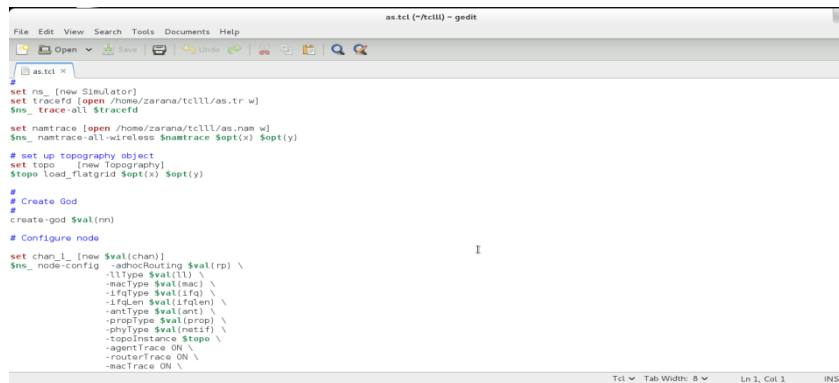 as.tcl (~/tclll) - gedit
File Edit View Search Tools Documents Help
Open Save Undo
as.tcl ×
#
set ns_ [new Simulator]
set tracefd [open /home/zarana/tclll/as.tr w]
$ns_ trace-all $tracefd
set namtrace [open /home/zarana/tclll/as.nam w]
$ns_ namtrace-all-wireless $namtrace $opt(x) $opt(y)
# set up topography object
set topo [new Topography]
$topo load_flatgrid $opt(x) $opt(y)
#
# Create God
#
create-god $val(nn)
# Configure node
set chan_1_ [new $val(chan)]
$ns_ node-config -adhocRouting $val(rp) \
-llType $val(ll) \
-macType $val(mac) \
-ifqType $val(ifq) \
-ifqLen $val(ifqlen) \
-antType $val(ant) \
-propType $val(prop) \
-phyType $val(netif) \
-topoInstance $topo \
-agentTrace ON \
-routerTrace ON \
-macTrace ON \
Tcl Tab Width: 8 Ln 1, Col 1 INS